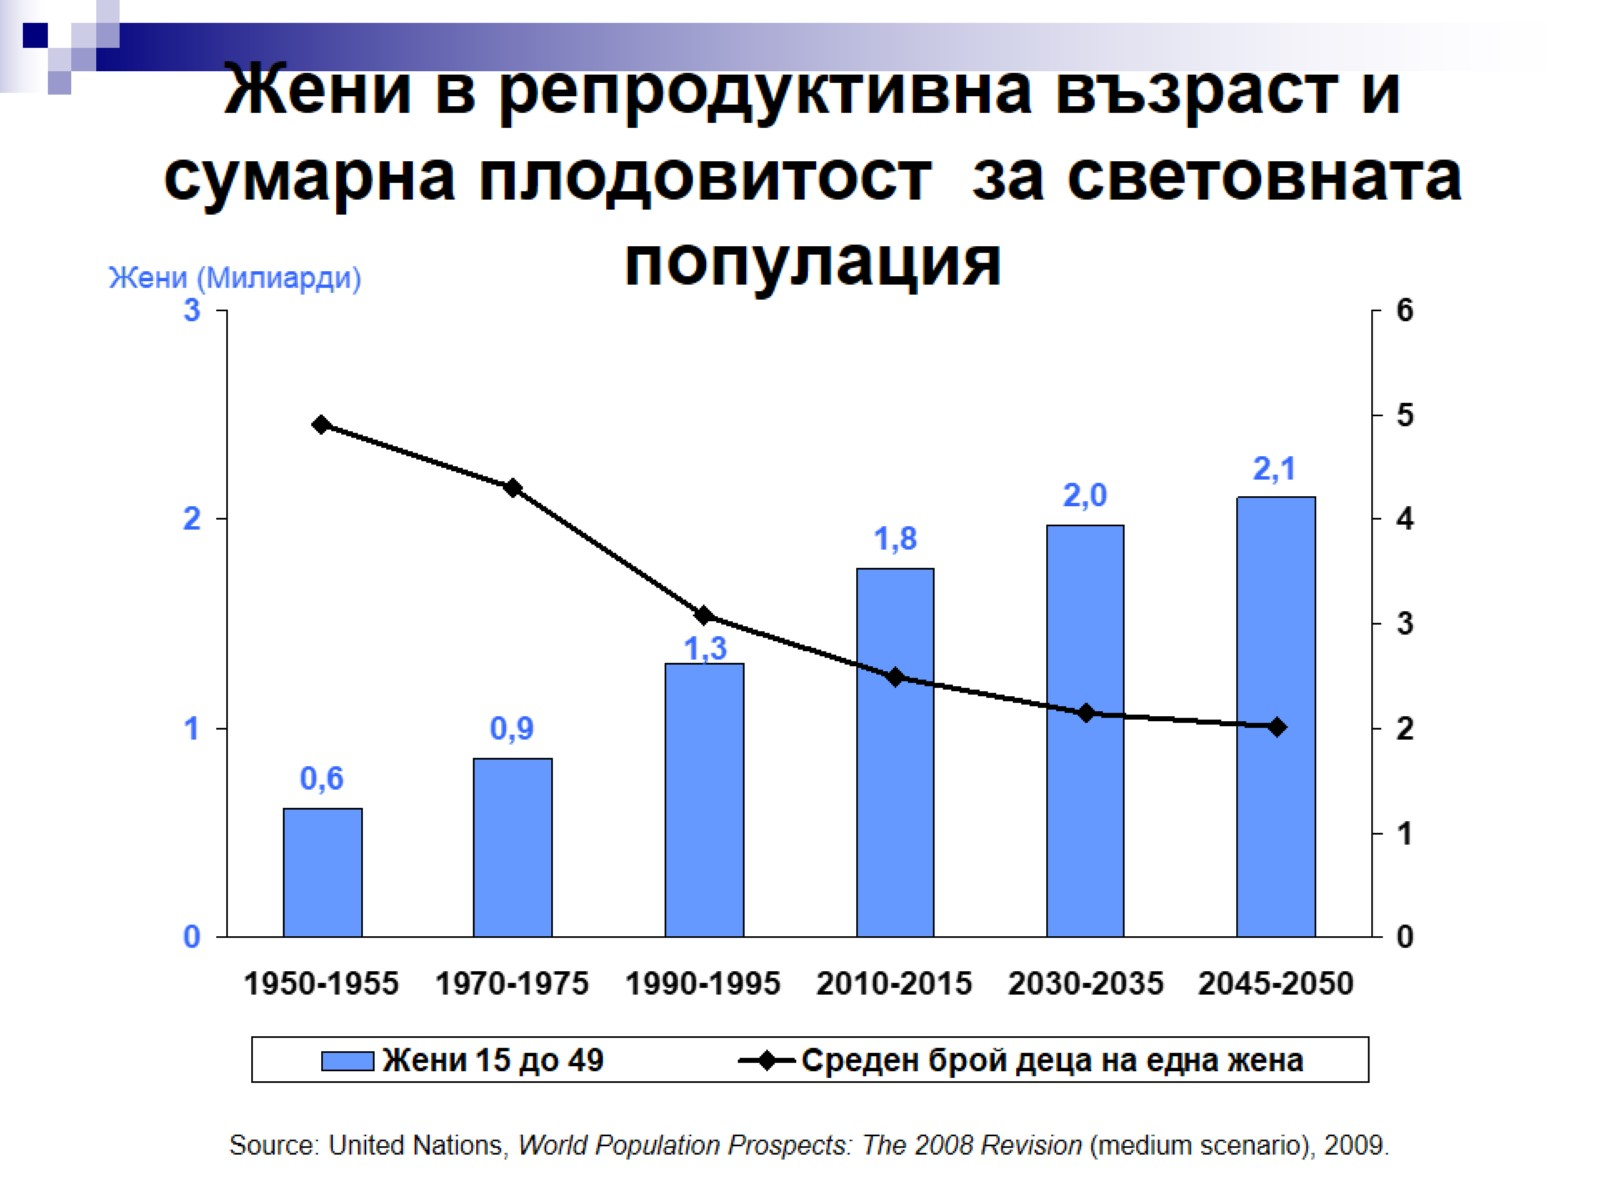 Жени в репродуктивна възраст и
сумарна плодовитост за световната
популация
Жени (Милиарди)
3
2
1
0
6
5
4
3
2
1
0
0,6
0,9
1,3
1,8
2,0
2,1
1950-1955 1970-1975 1990-1995 2010-2015 2030-2035 2045-2050
Жени 15 до 49 Среден брой деца на една жена
Source: United Nations, World Population Prospects: The 2008 Revision (medium scenario), 2009.